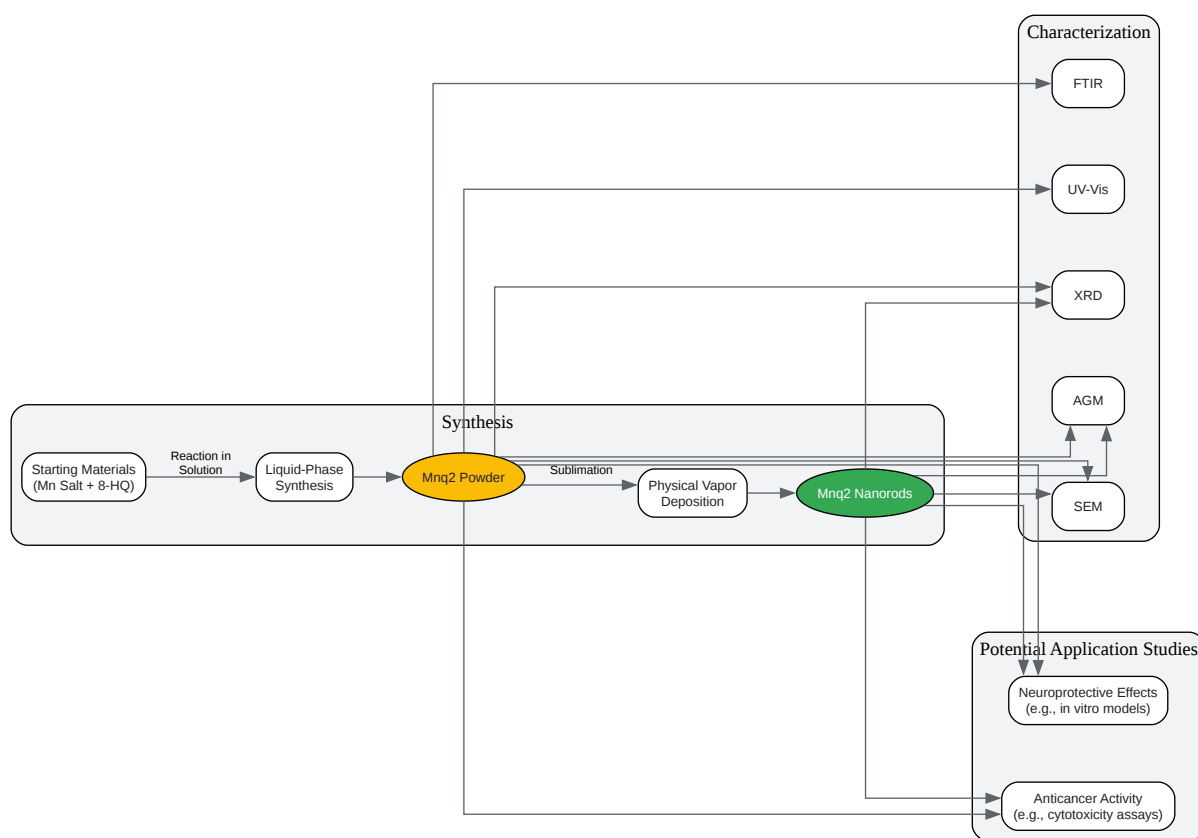 Characterization
FTIR
UV-Vis
XRD
AGM
SEM
Synthesis
Starting Materials
(Mn Salt + 8-HQ)
Reaction in
Solution
Liquid-Phase
Synthesis
Mnq2 Powder
Sublimation
Physical Vapor
Deposition
Mnq2 Nanorods
Potential Application Studies
Neuroprotective Effects
(e.g., in vitro models)
Anticancer Activity
(e.g., cytotoxicity assays)